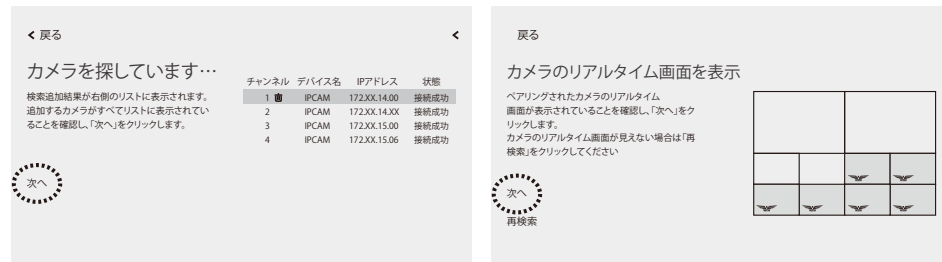 戻る
カメラを探しています…
検索追加結果が右側のリストに表示されます。
追加するカメラがすべてリストに表示されてい
ることを確認し、「次へ」をクリックします。
次へ
チャンネル デバイス名 IPアドレス 状態
1 IPCAM 172.XX.14.00 接続成功
2 IPCAM 172.XX.14.XX 接続成功
3 IPCAM 172.XX.15.00 接続成功
4 IPCAM 172.XX.15.06 接続成功
戻る
カメラのリアルタイム画面を表示
ペアリングされたカメラのリアルタイム
画面が表示されていることを確認し、「次へ」をク
リックします。
カメラのリアルタイム画面が見えない場合は「再
検索」をクリックしてください
次へ
再検索